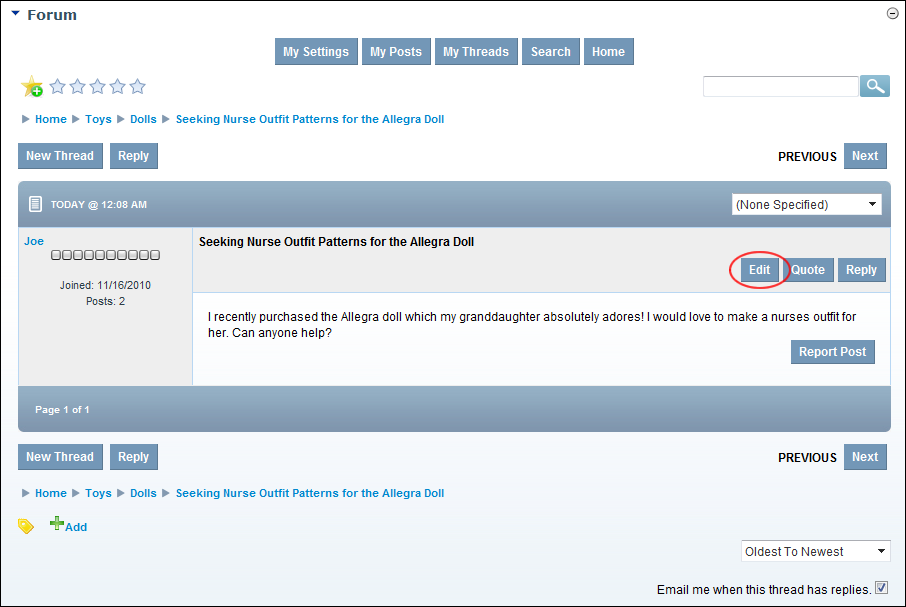 Forum
My Settings My Posts My Threads Search Home
Home Toys Dolls Seeking Nurse Outfit Patterns for the Allegra Doll
New Thread Reply PREVIOUS Next
TODAY @ 12:08 AM (None Specified)
Joe Seeking Nurse Outfit Patterns for the Allegra Doll
Edit Quote Reply
Joined: 11/16/2010
Posts: 2
I recently purchased the Allegra doll which my granddaughter absolutely adores! I would love to make a nurses outfit for
her. Can anyone help?
Report Post
Page 1 of 1
New Thread Reply PREVIOUS Next
Home Toys Dolls Seeking Nurse Outfit Patterns for the Allegra Doll
Add
Oldest To Newest
Email me when this thread has replies.